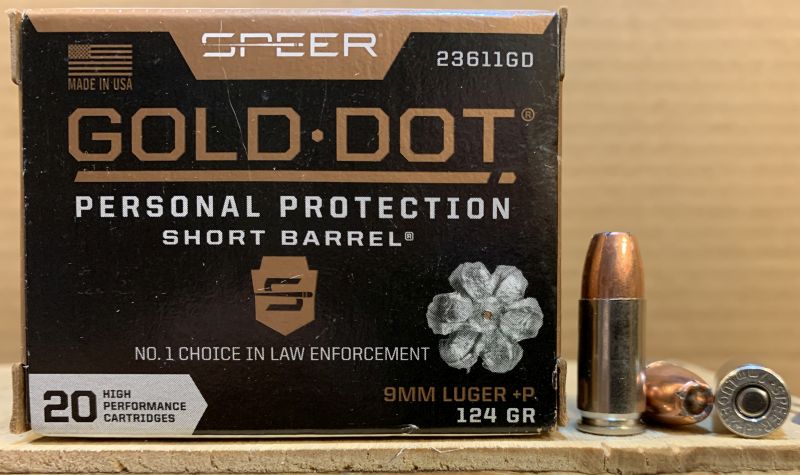 SPEER
23611GD
MADE IN USA
GOLD·DOT®
PERSONAL PROTECTION
SHORT BARREL®
NO. 1 CHOICE IN LAW ENFORCEMENT
20 HIGH
PERFORMANCE
CARTRIDGES
9MM LUGER +P
124 GR
SPEER